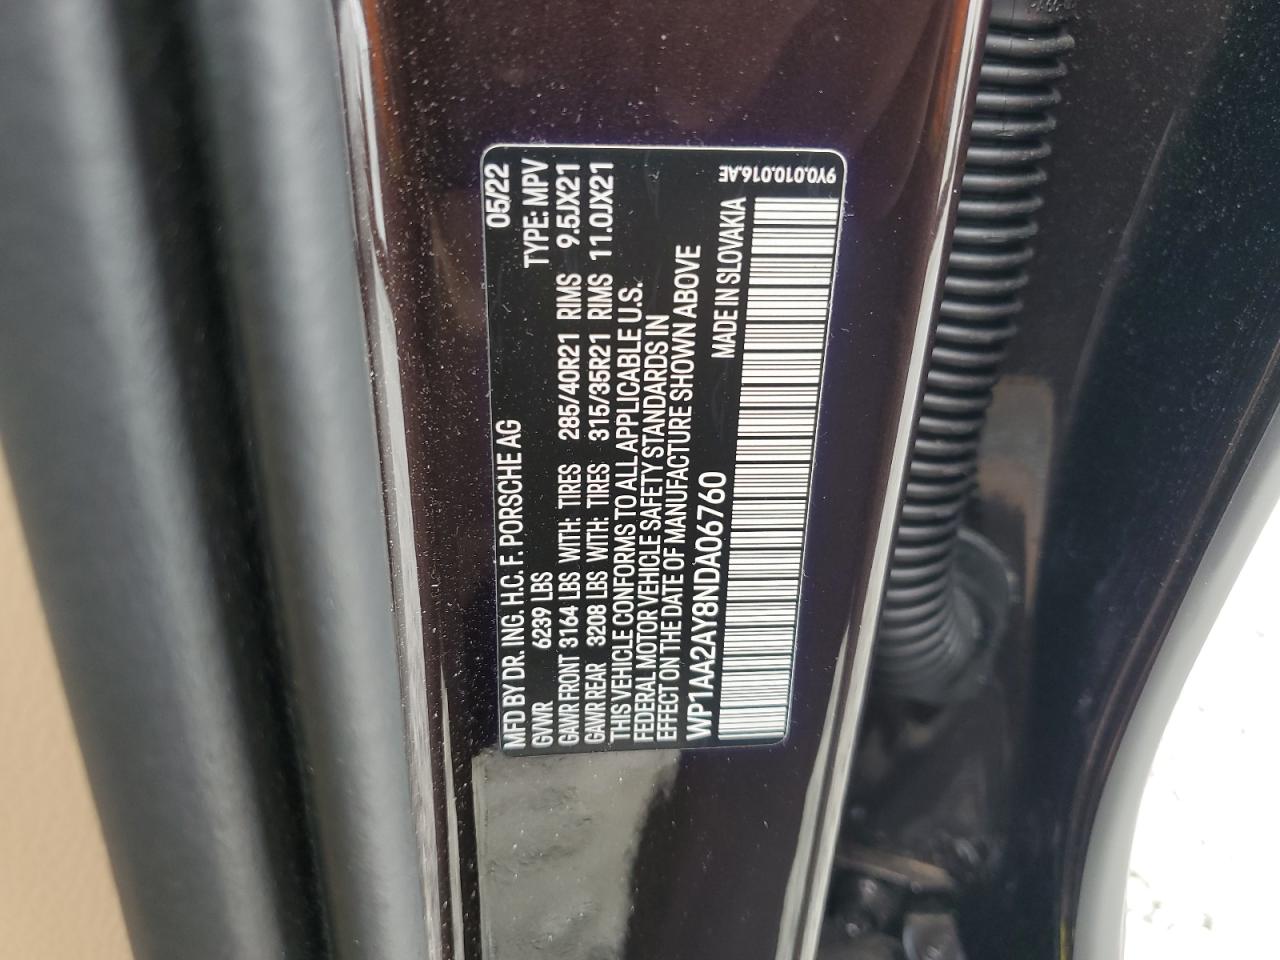 MFD BY DR. ING. H.C. F. PORSCHE AG 05/22
GVWR 6239 LBS TYPE: MPV
GAWR FRONT 3164 LBS WITH: TIRES 285/40R21 RIMS 9.5JX21
GAWR REAR 3208 LBS WITH: TIRES 315/35R21 RIMS 11.0JX21
THIS VEHICLE CONFORMS TO ALL APPLICABLE U.S.
FEDERAL MOTOR VEHICLE SAFETY STANDARDS IN
EFFECT ON THE DATE OF MANUFACTURE SHOWN ABOVE
WP1AA2AY8NDA06760 MADE IN SLOVAKIA
9Y0.010.016.AE